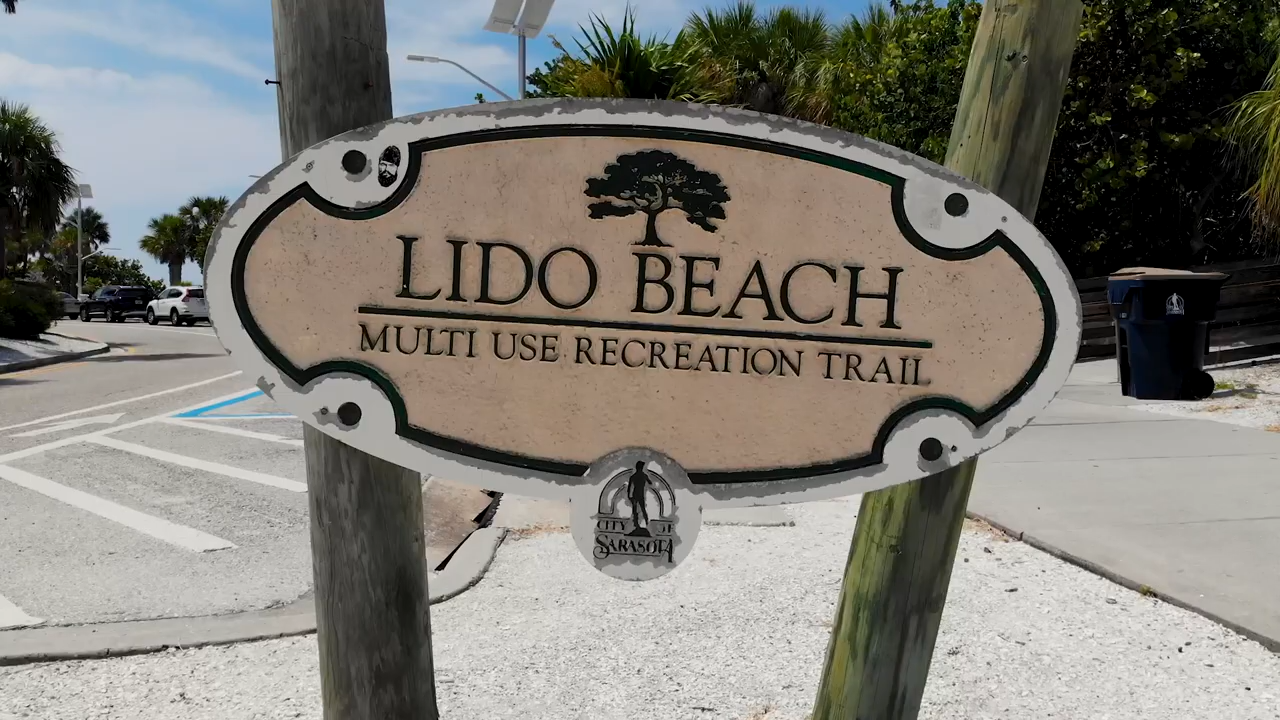 LIDO BEACH
MULTI USE RECREATION TRAIL
CITY OF
SARASOTA